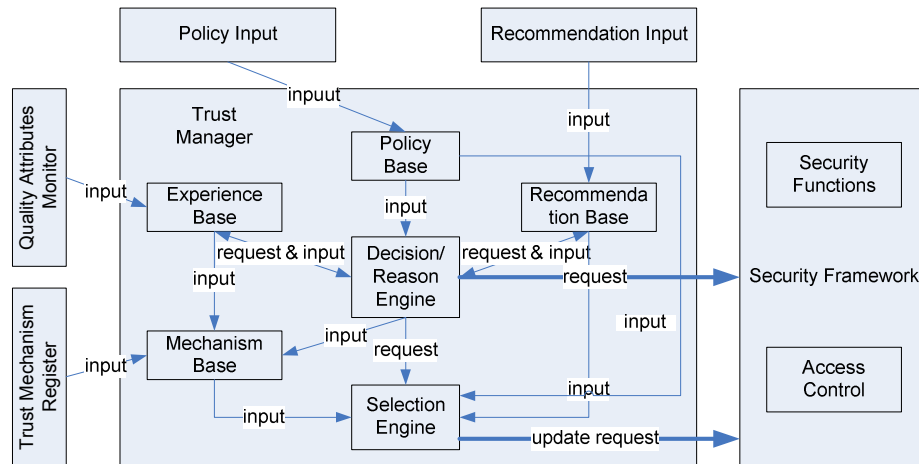 Policy Input
Recommendation Input
inpuut
Trust
Manager
input
Policy
Base
Security
Functions
Quality Attributes
Monitor
input
Experience
Base
input
Recommenda
tion Base
request & input
Decision/
Reason
Engine
request & input
input
request
Security Framework
Trust Mechanism
Register
input
Mechanism
Base
input
request
input
Access
Control
input
input
Selection
Engine
update request